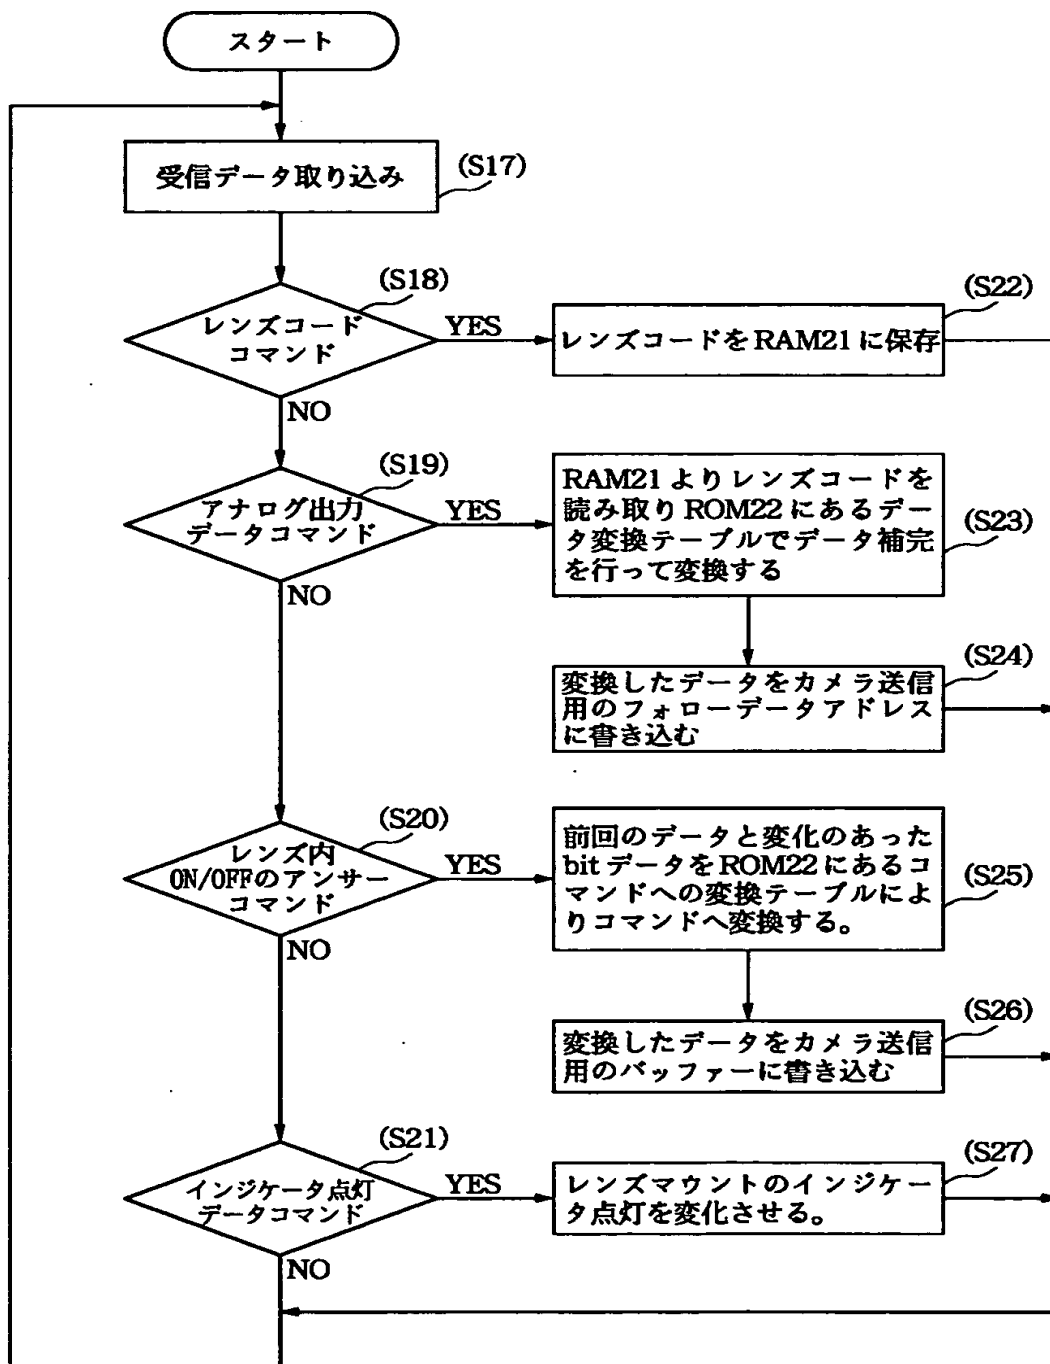 スタート
受信データ取り込み
(S17)
(S18)
レンズコード
コマンド
YES
NO
(S22)
レンズコードをRAM21に保存
(S19)
アナログ出力
データコマンド
YES
NO
RAM21よりレンズコードを
読み取りROM22にあるデー
タ変換テーブルでデータ補完
を行って変換する
(S23)
(S24)
変換したデータをカメラ送信
用のフォローデータアドレス
に書き込む
(S20)
レンズ内
ON/OFFのアンサー
コマンド
YES
NO
前回のデータと変化のあった
bitデータをROM22にあるコ
マンドへの変換テーブルによ
りコマンドへ変換する。
(S25)
(S26)
変換したデータをカメラ送信
用のバッファーに書き込む
(S21)
インジケータ点灯
データコマンド
YES
NO
(S27)
レンズマウントのインジケー
タ点灯を変化させる。